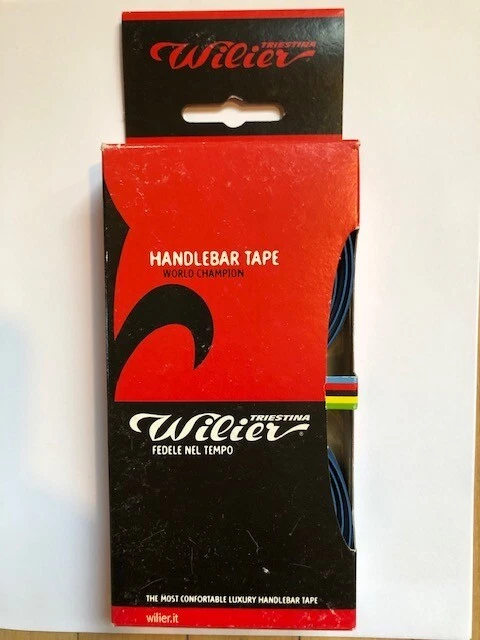 TRIESTINA
Wilier
HANDLEBAR TAPE
WORLD CHAMPION
TRIESTINA
Wilier
FEDELE NEL TEMPO
THE MOST CONFORTABLE LUXURY HANDLEBAR TAPE
wilier.it